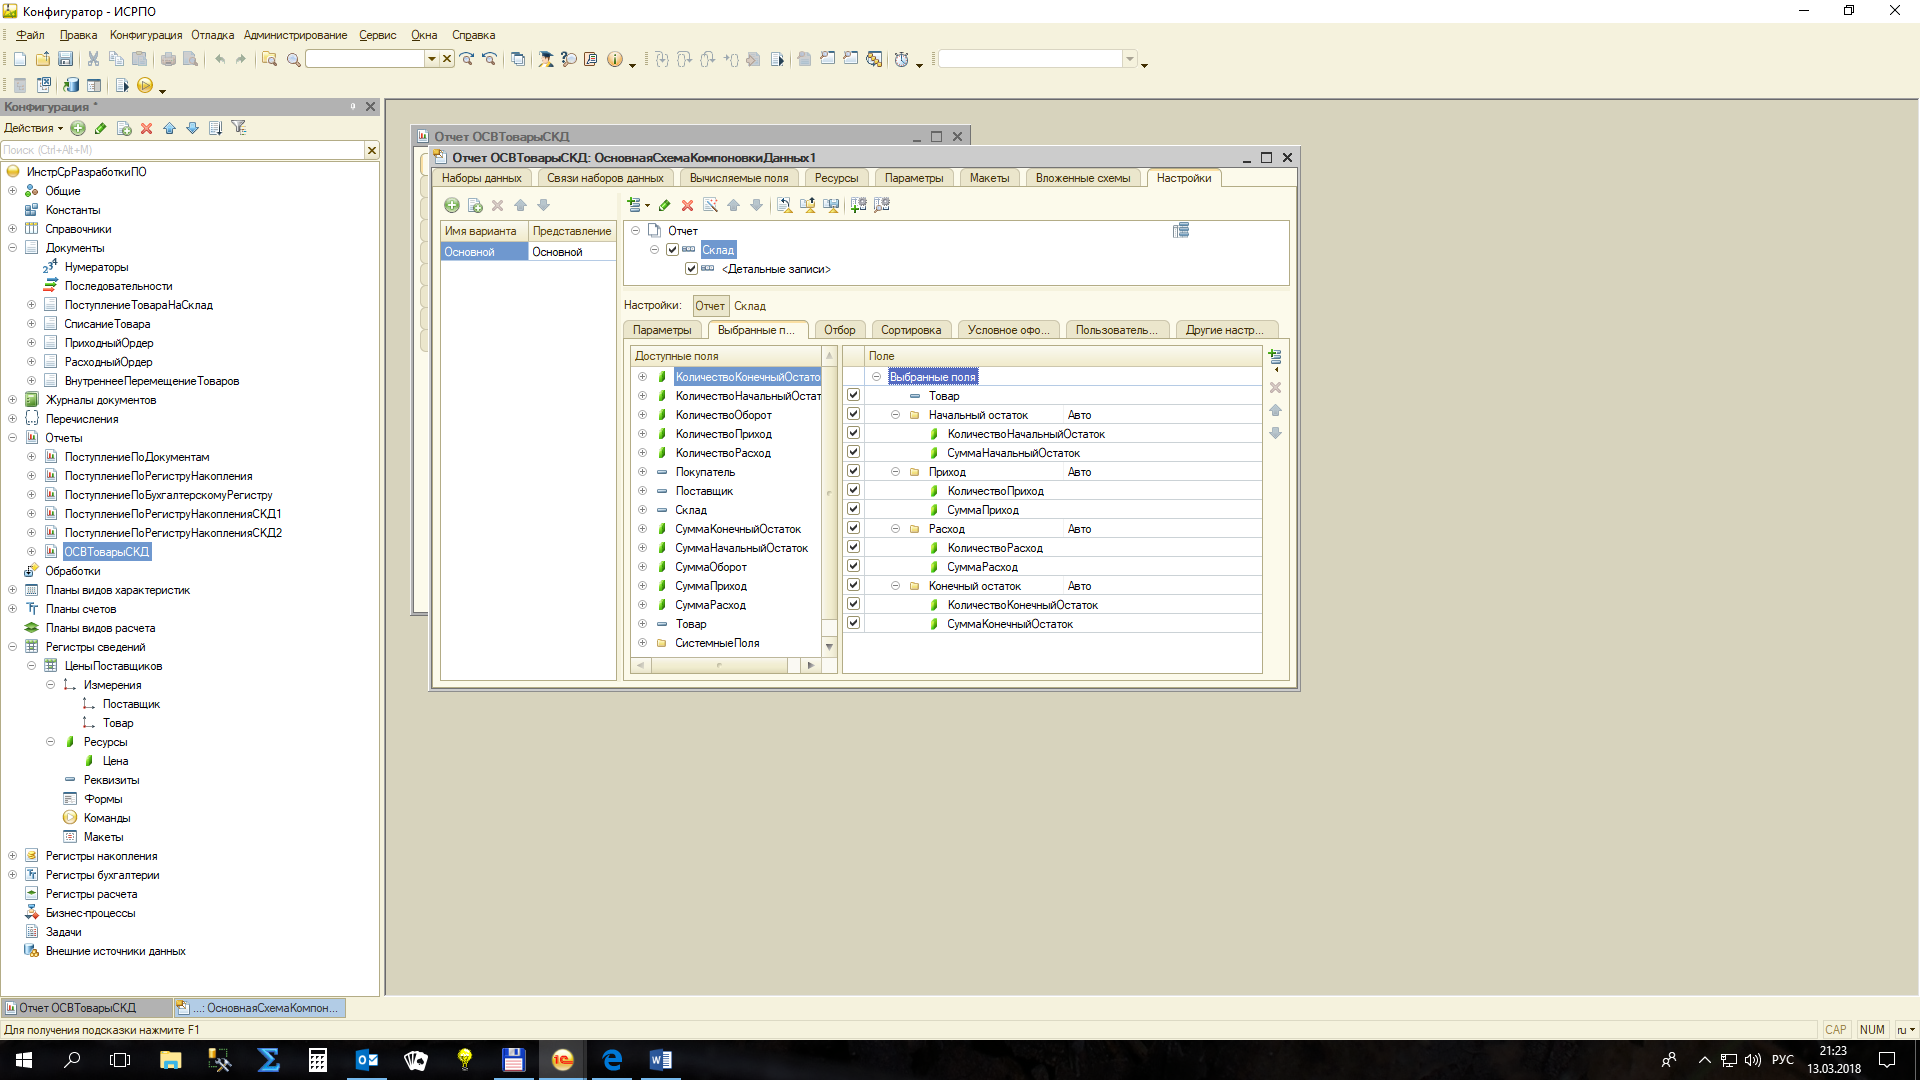 Конфигуратор - ИСРПО
Файл Правка Конфигурация Отладка Администрирование Сервис Окна Справка
Конфигурация *
Действия
Поиск (Ctrl+Alt+M)
ИнстрСрРазработкиПО
Общие
Константы
Справочники
Документы
Нумераторы
Последовательности
ПоступлениеТовараНаСклад
СписаниеТовара
ПриходныйОрдер
РасходныйОрдер
ВнутреннееПеремещениеТоваров
Журналы документов
Перечисления
Отчеты
ПоступлениеПоДокументам
ПоступлениеПоРегиструНакопления
ПоступлениеПоБухгалтерскомуРегистру
ПоступлениеПоРегиструНакопленияСКД1
ПоступлениеПоРегиструНакопленияСКД2
ОСВТоварыСКД
Обработки
Планы видов характеристик
Планы счетов
Планы видов расчета
Регистры сведений
ЦеныПоставщиков
Измерения
Поставщик
Товар
Ресурсы
Цена
Реквизиты
Формы
Команды
Макеты
Регистры накопления
Регистры бухгалтерии
Регистры расчета
Бизнес-процессы
Задачи
Внешние источники данных
Отчет ОСВТоварыСКД
Отчет ОСВТоварыСКД: ОсновнаяСхемаКомпоновкиДанных1
Наборы данных Связи наборов данных Вычисляемые поля Ресурсы Параметры Макеты Вложенные схемы Настройки
Имя варианта Представление
Основной Основной
Отчет
Склад
<Детальные записи>
Настройки: Отчет Склад
Параметры Выбранные п... Отбор Сортировка Условное офо... Пользователь... Другие настр...
Доступные поля
КоличествоКонечныйОстато
КоличествоНачальныйОстат
КоличествоОборот
КоличествоПриход
КоличествоРасход
Покупатель
Поставщик
Склад
СуммаКонечныйОстаток
СуммаНачальныйОстаток
СуммаОборот
СуммаПриход
СуммаРасход
Товар
СистемныеПоля
Поле
Выбранные поля
Товар
Начальный остаток Авто
КоличествоНачальныйОстаток
СуммаНачальныйОстаток
Приход Авто
КоличествоПриход
СуммаПриход
Расход Авто
КоличествоРасход
СуммаРасход
Конечный остаток Авто
КоличествоКонечныйОстаток
СуммаКонечныйОстаток
Отчет ОСВТоварыСКД ...: ОсновнаяСхемаКомпон...
Для получения подсказки нажмите F1 CAP NUM ru
РУС 21:23
13.03.2018